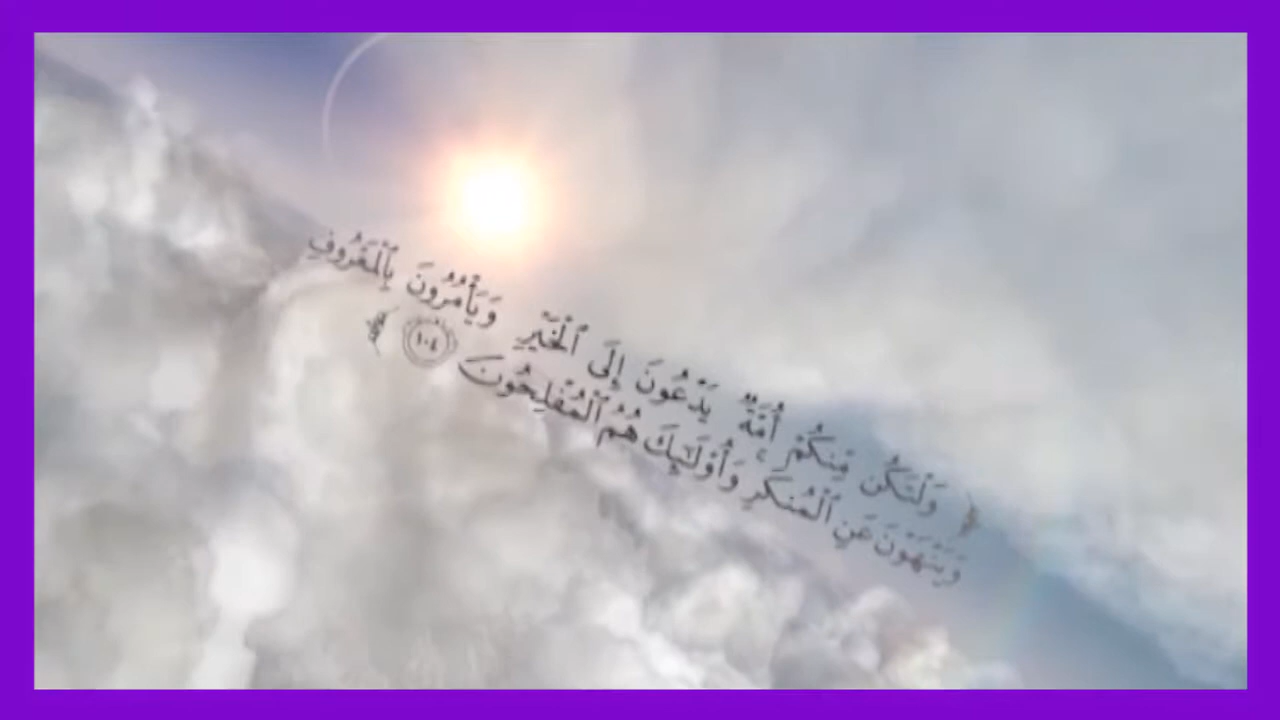 ﴿ وَلْتَكُن مِّنكُمْ أُمَّةٌ يَدْعُونَ إِلَى ٱلْخَيْرِ وَيَأْمُرُونَ بِٱلْمَعْرُوفِ
وَيَنْهَوْنَ عَنِ ٱلْمُنكَرِ وَأُو۟لَـٰٓئِكَ هُمُ ٱلْمُفْلِحُونَ ١٠٤ ﴾